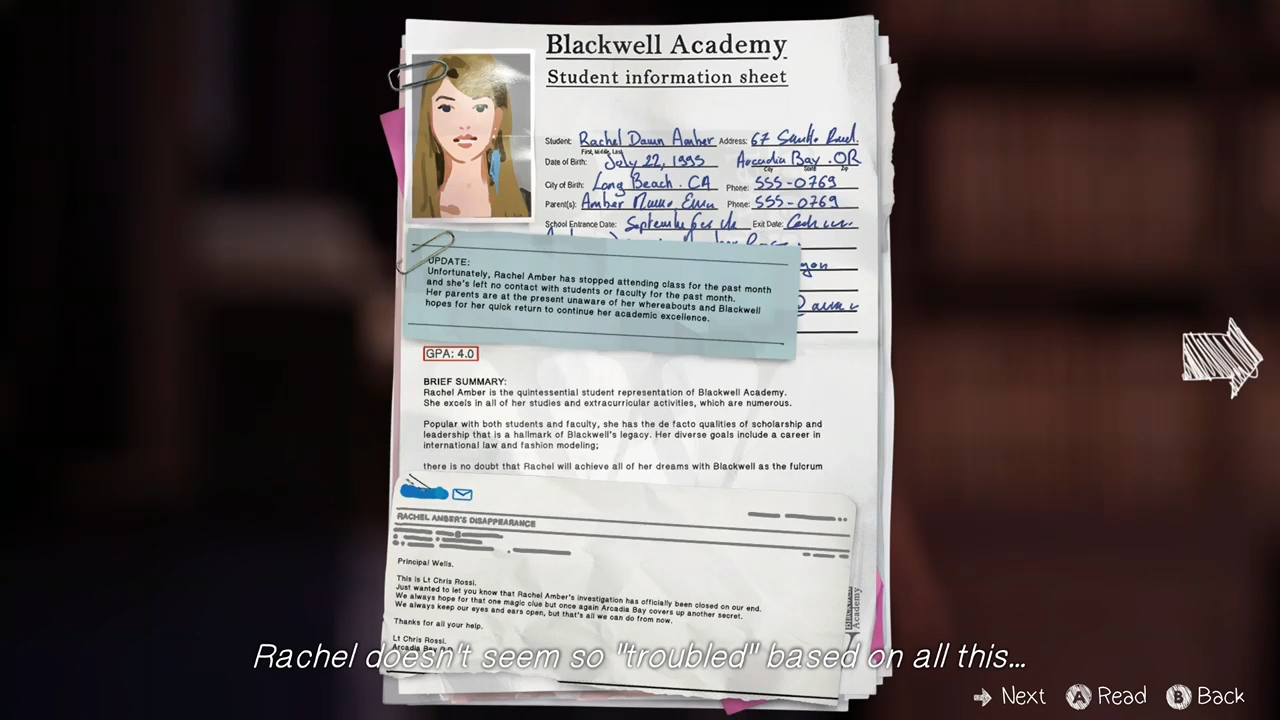 Blackwell Academy
Student information sheet
Student: Rachel Dawn Amber Address:
First, Middle, Last
Date of Birth: July 22, 1995 Arcadia Bay . OR
City State Zip
City of Birth: Long Beach . CA Phone: 555-0769
Parent(s): Amber Phone: 555-0769
School Entrance Date: Exit Date:
UPDATE:
Unfortunately, Rachel Amber has stopped attending class for the past month
and she's left no contact with students or faculty for the past month.
Her parents are at the present unaware of her whereabouts and Blackwell
hopes for her quick return to continue her academic excellence.
GPA: 4.0
BRIEF SUMMARY:
Rachel Amber is the quintessential student representation of Blackwell Academy.
She excels in all of her studies and extracurricular activities, which are numerous.
Popular with both students and faculty, she has the de facto qualities of scholarship and
leadership that is a hallmark of Blackwell's legacy. Her diverse goals include a career in
international law and fashion modeling;
there is no doubt that Rachel will achieve all of her dreams with Blackwell as the fulcrum
RACHEL AMBER'S DISAPPEARANCE
Principal Wells.
This is Lt Chris Rossi.
Just wanted to let you know that Rachel Amber's investigation has officially been closed on our end.
We always hope for that one magic clue but once again Arcadia Bay covers up another secret.
We always keep our eyes and ears open, but that's all we can do from now.
Thanks for all your help.
Lt Chris Rossi.
Arcadia Bay
Academy
Rachel doesn't seem so "troubled" based on all this...
Next A Read B Back